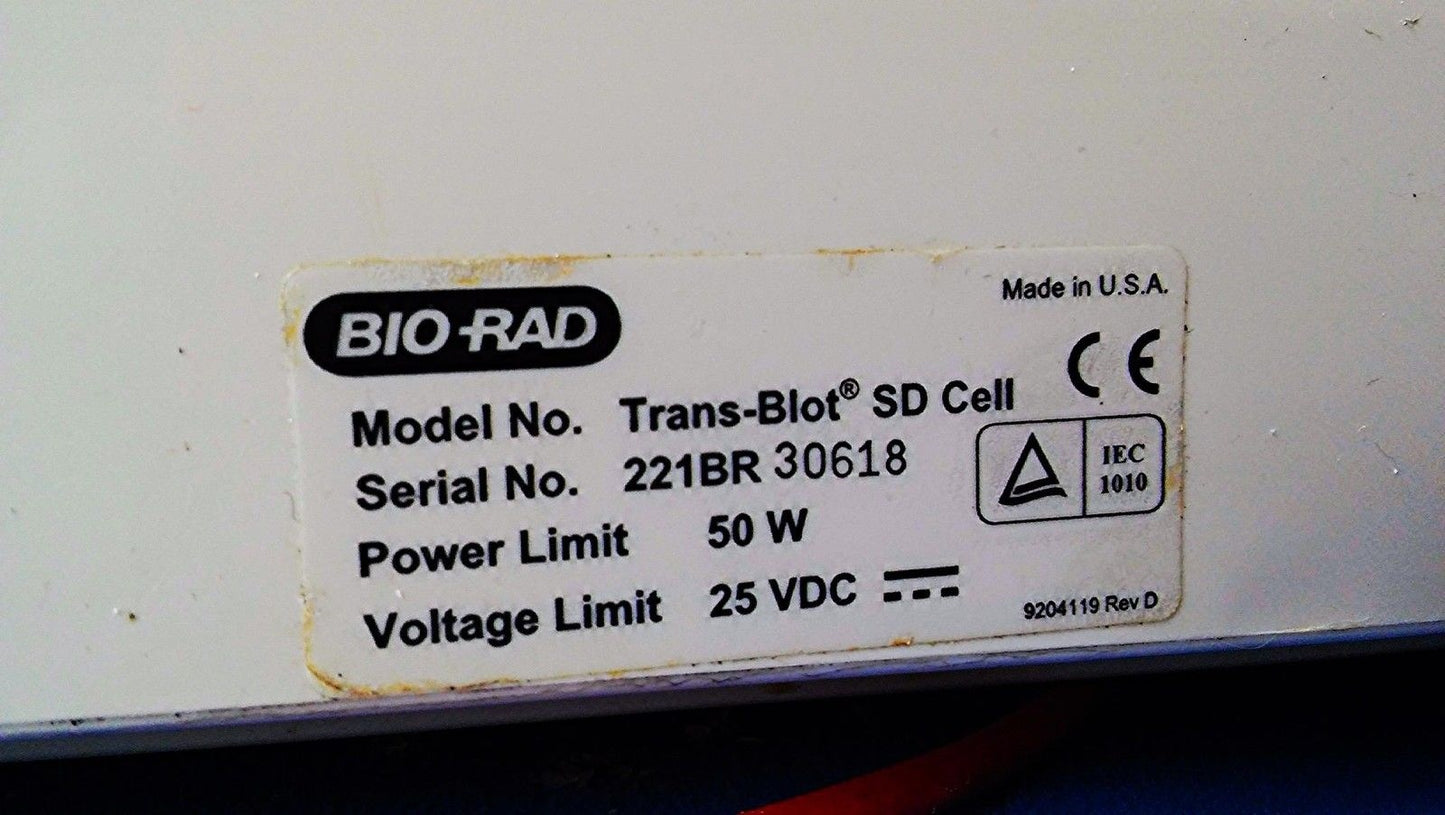 BIO-RAD
Made in U.S.A.
CE
Model No. Trans-Blot® SD Cell
Serial No. 221BR 30618
IEC
1010
Power Limit 50 W
Voltage Limit 25 VDC
9204119 Rev D